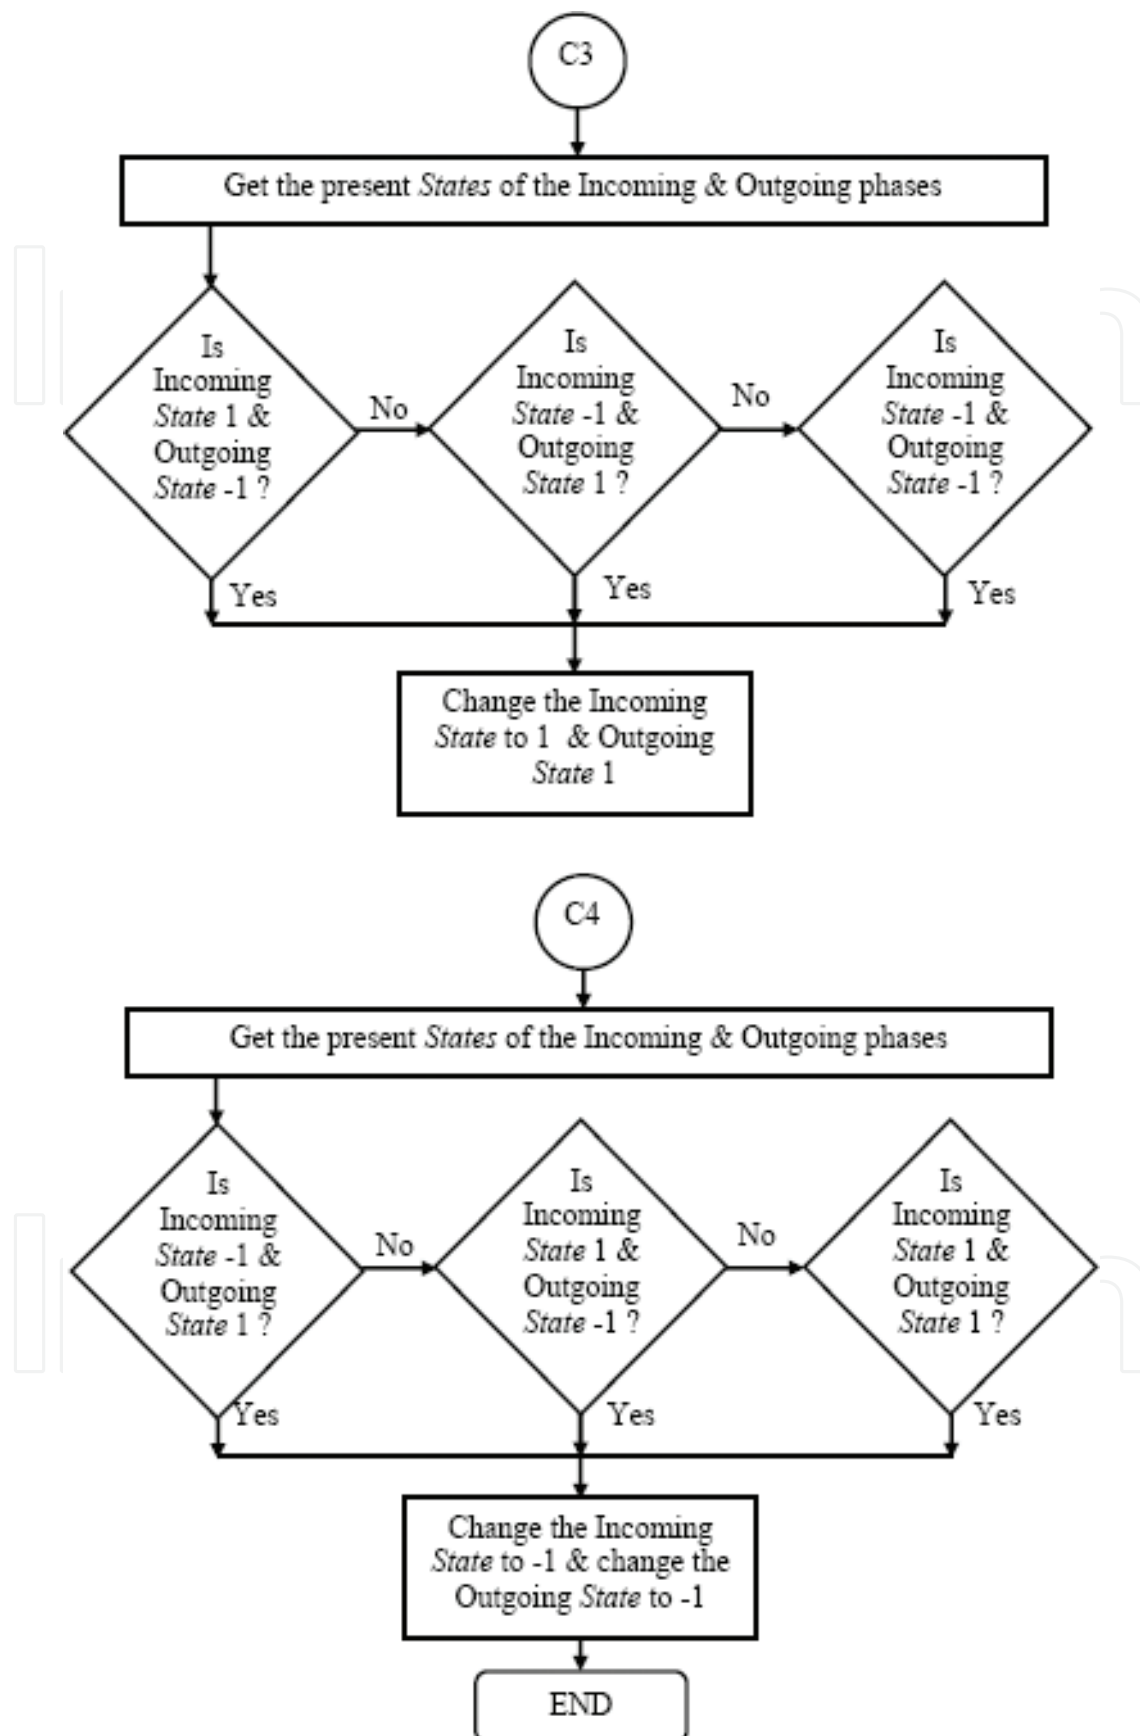 C3
Get the present States of the Incoming & Outgoing phases
Is
Incoming
State 1 &
Outgoing
State -1 ?
No
Is
Incoming
State -1 &
Outgoing
State 1 ?
No
Is
Incoming
State -1 &
Outgoing
State -1 ?
Yes
Yes
Yes
Change the Incoming
State to 1 & Outgoing
State 1
C4
Get the present States of the Incoming & Outgoing phases
Is
Incoming
State -1 &
Outgoing
State 1 ?
No
Is
Incoming
State 1 &
Outgoing
State -1 ?
No
Is
Incoming
State 1 &
Outgoing
State 1 ?
Yes
Yes
Yes
Change the Incoming
State to -1 & change the
Outgoing State to -1
END